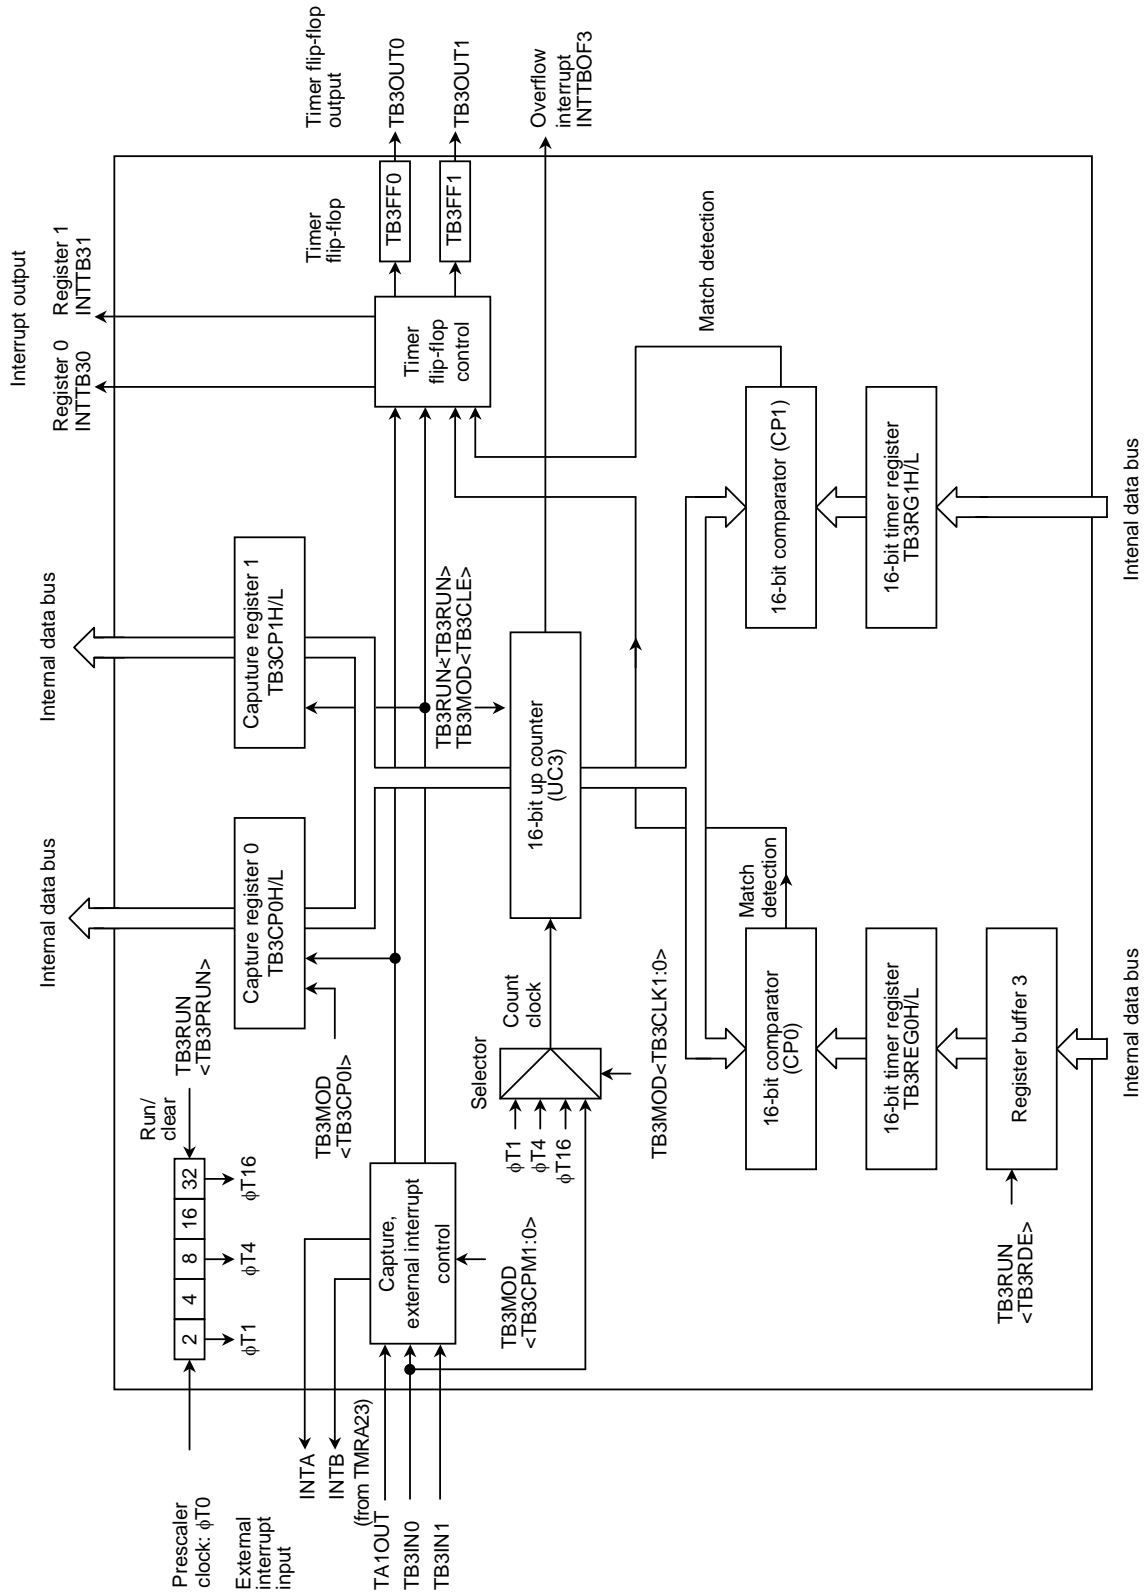 Prescaler
clock: φT0
2 4 8 16 32
φT1
φT4
φT16
Run/
clear
TB3RUN
<TB3PRUN>
External
interrupt
input
INTA
INTB
(from TMRA23)
TA1OUT
TB3IN0
TB3IN1
Capture,
external interrupt
control
TB3MOD
<TB3CPM1:0>
TB3MOD
<TB3CP0I>
Internal data bus
Capture register 0
TB3CP0H/L
Internal data bus
Caputure register 1
TB3CP1H/L
Interrupt output
Register 0
INTTB30
Register 1
INTTB31
Timer
flip-flop
control
Timer
flip-flop
TB3FF0
TB3FF1
Timer flip-flop
output
TB3OUT0
TB3OUT1
Overflow
interrupt
INTTBOF3
Selector
φT1
φT4
φT16
Count
clock
TB3MOD<TB3CLK1:0>
TB3RUN<TB3RUN>
TB3MOD<TB3CLE>
16-bit up counter
(UC3)
Match
detection
Match detection
16-bit comparator
(CP0)
16-bit comparator (CP1)
16-bit timer register
TB3REG0H/L
16-bit timer register
TB3RG1H/L
Register buffer 3
TB3RUN
<TB3RDE>
Internal data bus
Intenal data bus